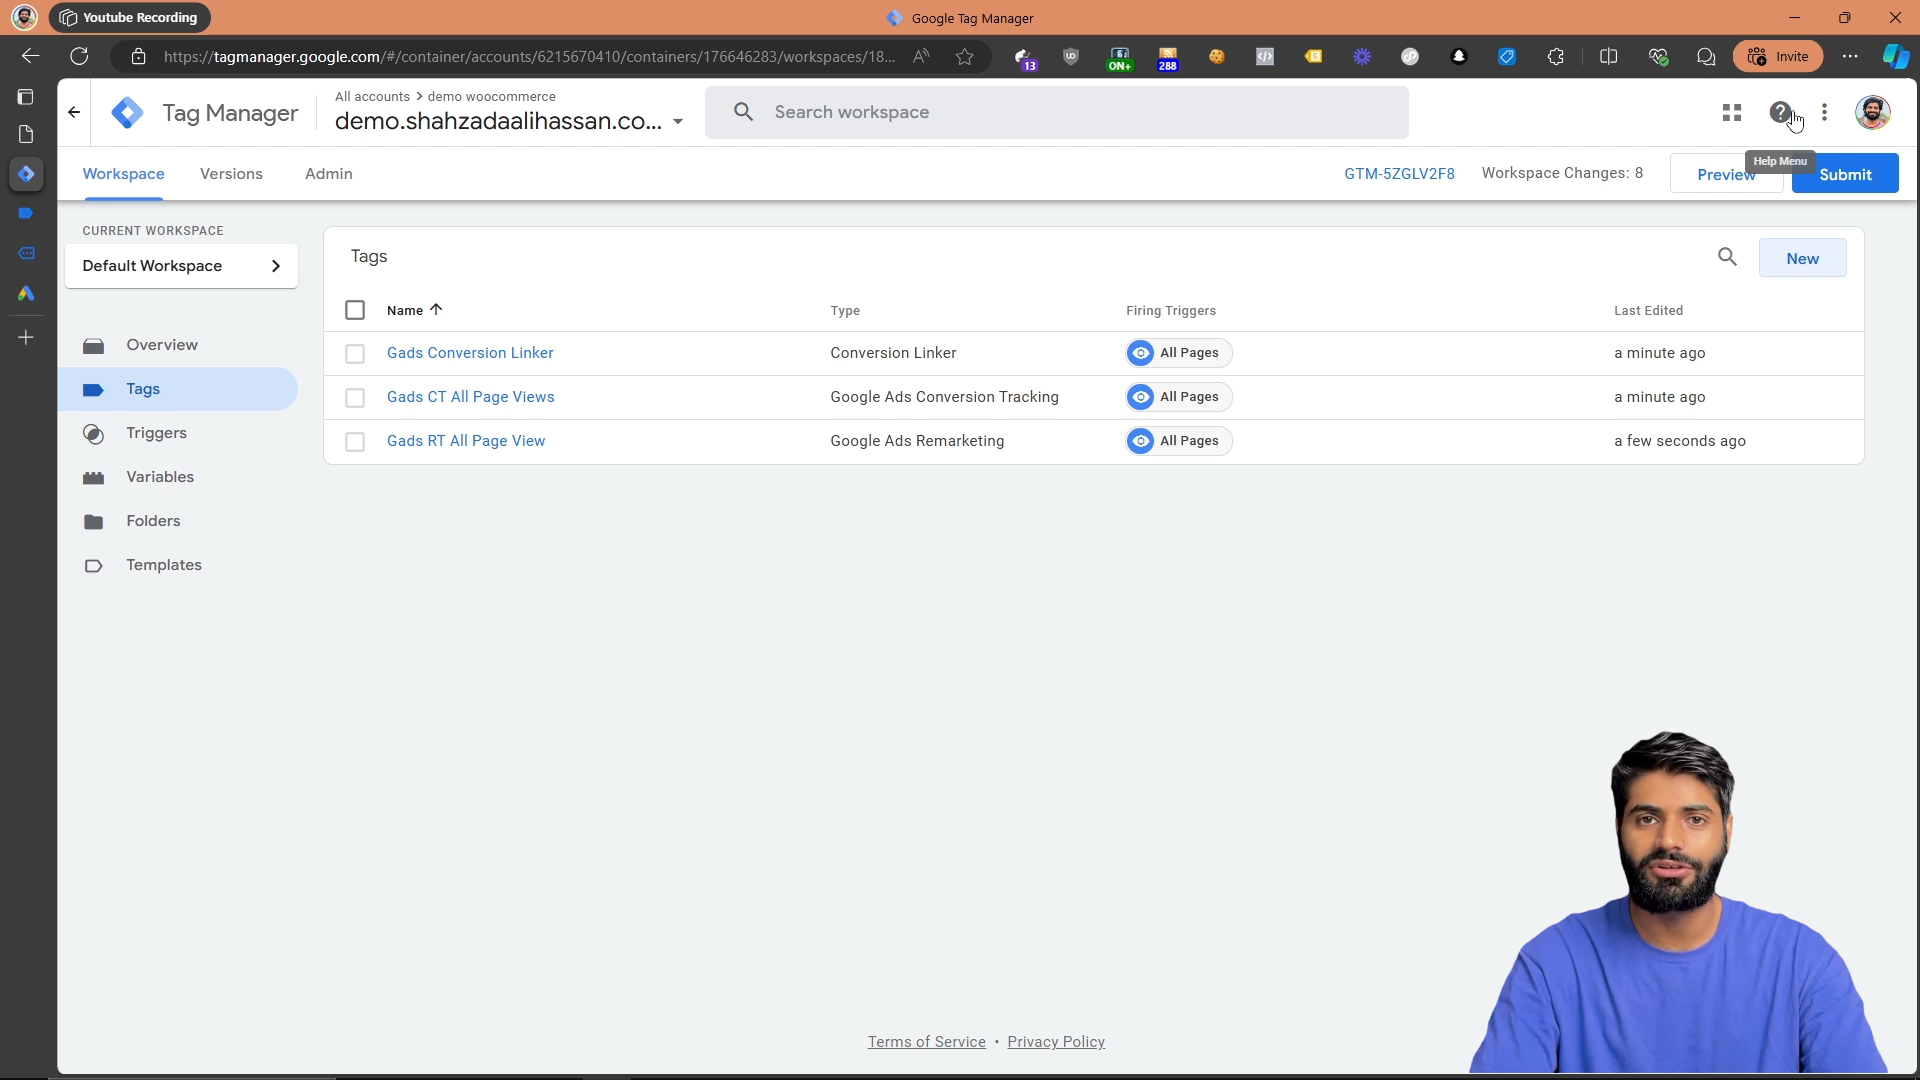 Youtube Recording
Google Tag Manager
https://tagmanager.google.com/#/container/accounts/6215670410/containers/176646283/workspaces/18...
13
ON+
288
Invite
Tag Manager
All accounts > demo woocommerce
demo.shahzadaalihassan.co...
Search workspace
Workspace
Versions
Admin
GTM-5ZGLV2F8
Workspace Changes: 8
Preview
Help Menu
Submit
CURRENT WORKSPACE
Default Workspace
Overview
Tags
Triggers
Variables
Folders
Templates
Tags
New
Name Type Firing Triggers Last Edited
Gads Conversion Linker Conversion Linker All Pages a minute ago
Gads CT All Page Views Google Ads Conversion Tracking All Pages a minute ago
Gads RT All Page View Google Ads Remarketing All Pages a few seconds ago
Terms of Service • Privacy Policy